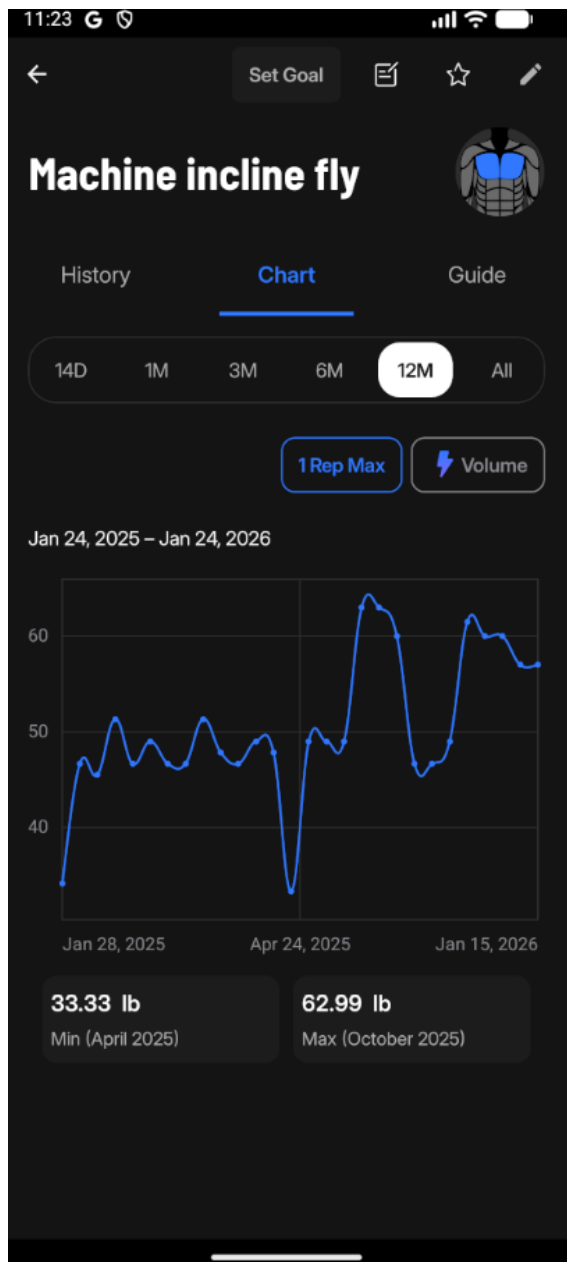 11:23 G
Set Goal
Machine incline fly
History Chart Guide
14D 1M 3M 6M 12M All
1 Rep Max Volume
Jan 24, 2025 – Jan 24, 2026
60
50
40
Jan 28, 2025 Apr 24, 2025 Jan 15, 2026
33.33 lb 62.99 lb
Min (April 2025) Max (October 2025)